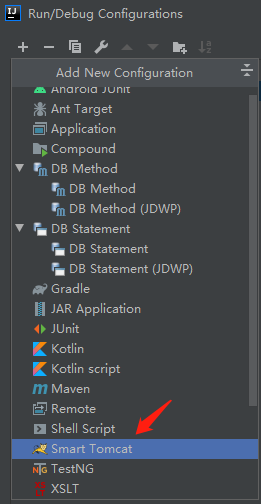 Run/Debug Configurations
Add New Configuration
Android JUnit
Ant Target
Application
Compound
DB Method
DB Method
DB Method (JDWP)
DB Statement
DB Statement
DB Statement (JDWP)
Gradle
JAR Application
JUnit
Kotlin
Kotlin script
Maven
Remote
Shell Script
Smart Tomcat
TestNG
XSLT